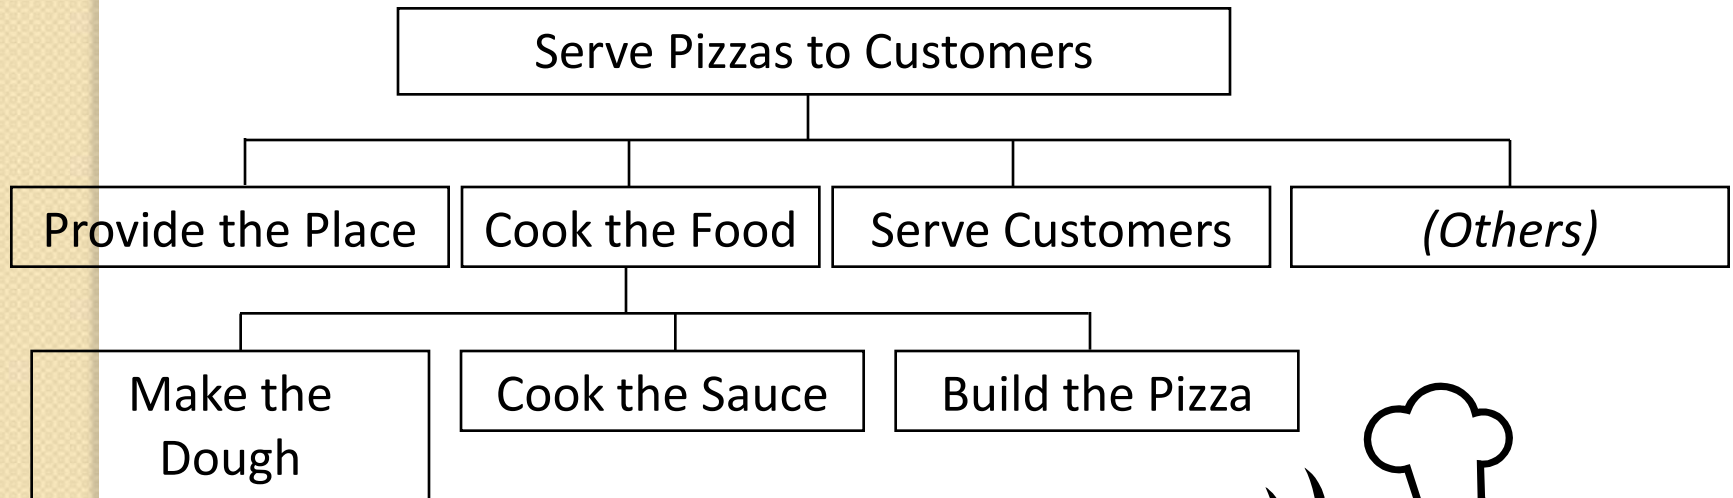 Serve Pizzas to Customers
Provide the Place
Cook the Food
Serve Customers
(Others)
Make the
Dough
Cook the Sauce
Build the Pizza